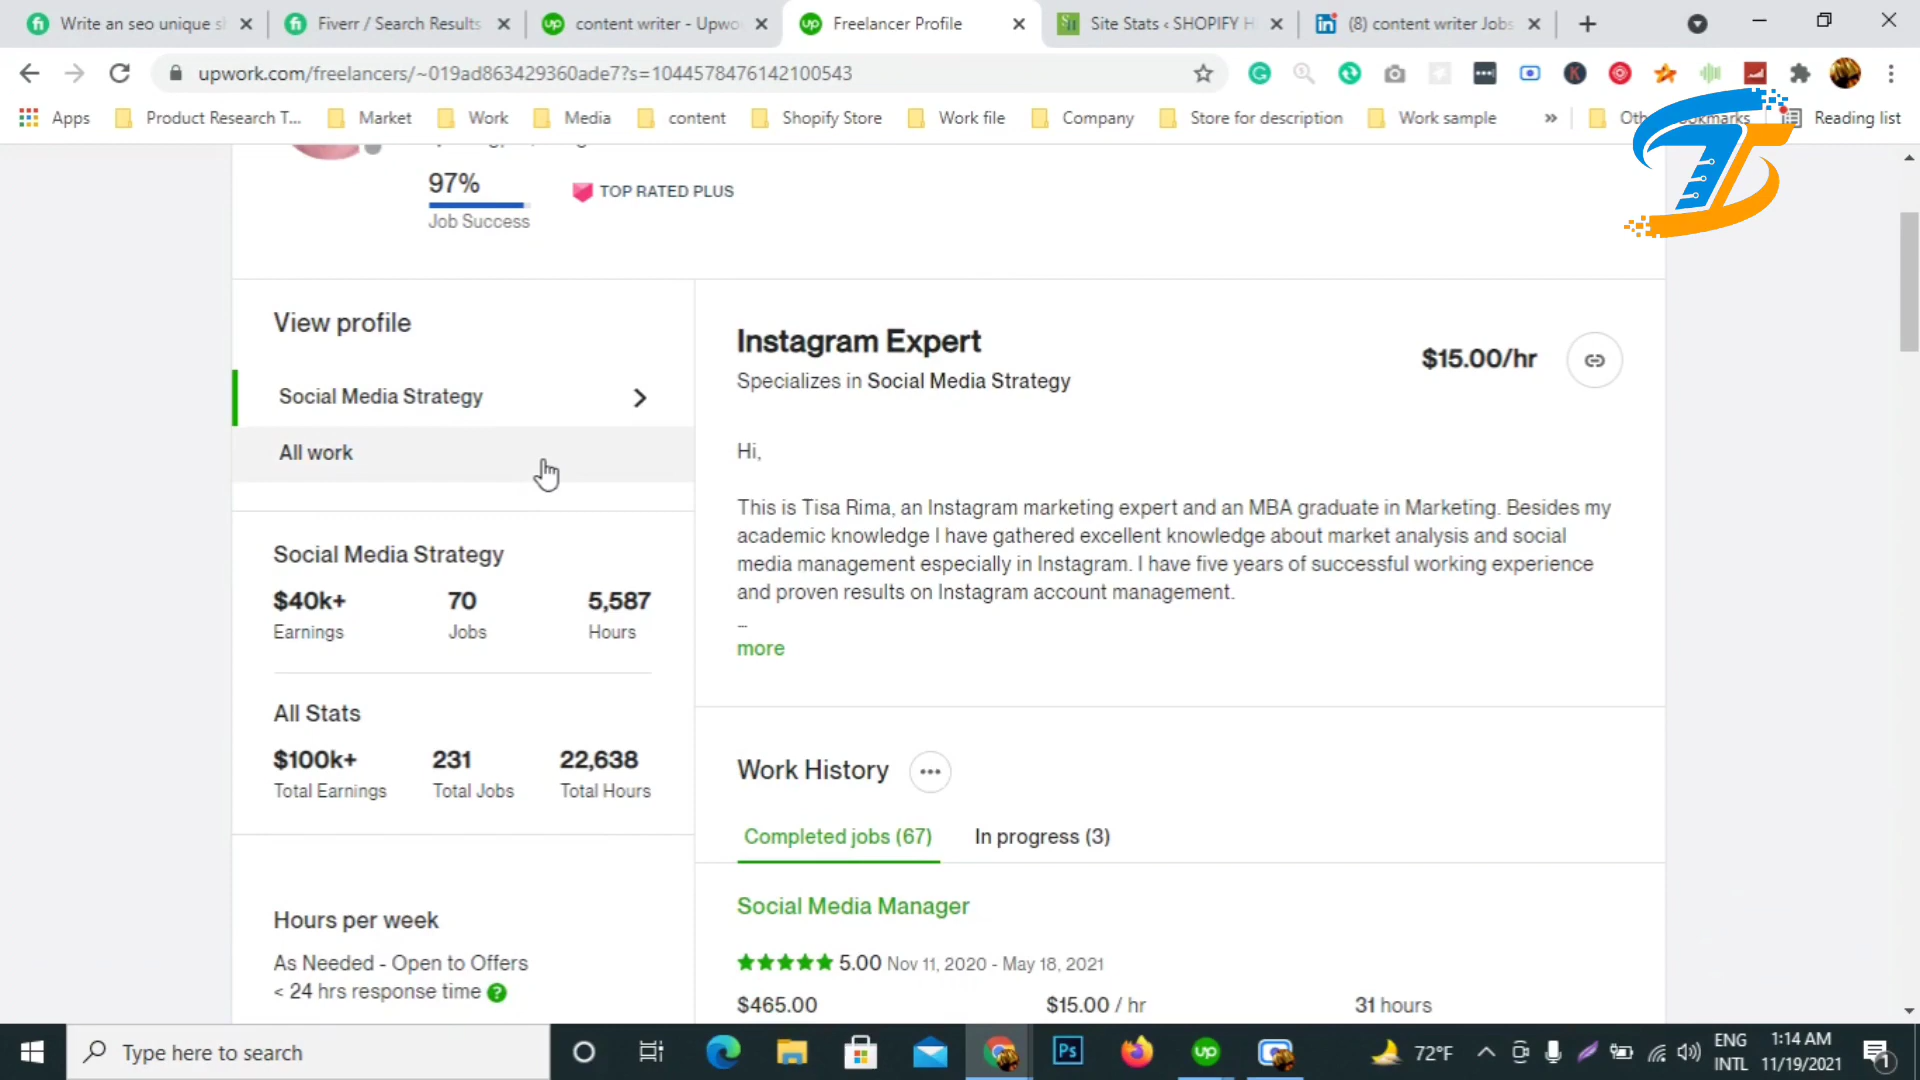 Write an seo unique s
Fiverr / Search Results
content writer - Upwo
Freelancer Profile
Site Stats ‹ SHOPIFY H
(8) content writer Jobs
upwork.com/freelancers/~019ad863429360ade7?s=1044578476142100543
Apps
Product Research T...
Market
Work
Media
content
Shopify Store
Work file
Company
Store for description
Work sample
»
Reading list
97%
Job Success
TOP RATED PLUS
View profile
Social Media Strategy
All work
Instagram Expert
$15.00/hr
Specializes in Social Media Strategy
Hi,
This is Tisa Rima, an Instagram marketing expert and an MBA graduate in Marketing. Besides my
academic knowledge I have gathered excellent knowledge about market analysis and social
media management especially in Instagram. I have five years of successful working experience
and proven results on Instagram account management.
...
more
Social Media Strategy
$40k+ 70 5,587
Earnings Jobs Hours
All Stats
$100k+ 231 22,638
Total Earnings Total Jobs Total Hours
Work History
Completed jobs (67) In progress (3)
Social Media Manager
5.00 Nov 11, 2020 - May 18, 2021
$465.00 $15.00 / hr 31 hours
Hours per week
As Needed - Open to Offers
< 24 hrs response time
Type here to search
Ps
up
72°F
ENG
INTL
1:14 AM
11/19/2021
1